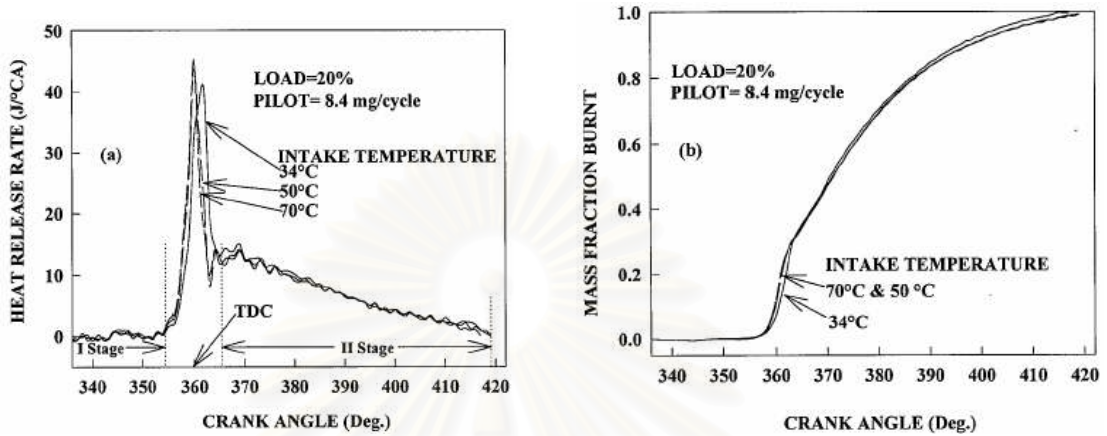 50
40
30
20
10
0
HEAT RELEASE RATE (J/°CA)
LOAD=20%
PILOT= 8.4 mg/cycle
(a)
INTAKE TEMPERATURE
34°C
50°C
70°C
TDC
I Stage
II Stage
340 350 360 370 380 390 400 410 420
CRANK ANGLE (Deg.)
1.0
0.8
0.6
0.4
0.2
0.0
MASS FRACTION BURNT
LOAD=20%
PILOT= 8.4 mg/cycle
(b)
INTAKE TEMPERATURE
70°C & 50 °C
34°C
340 350 360 370 380 390 400 410 420
CRANK ANGLE (Deg.)